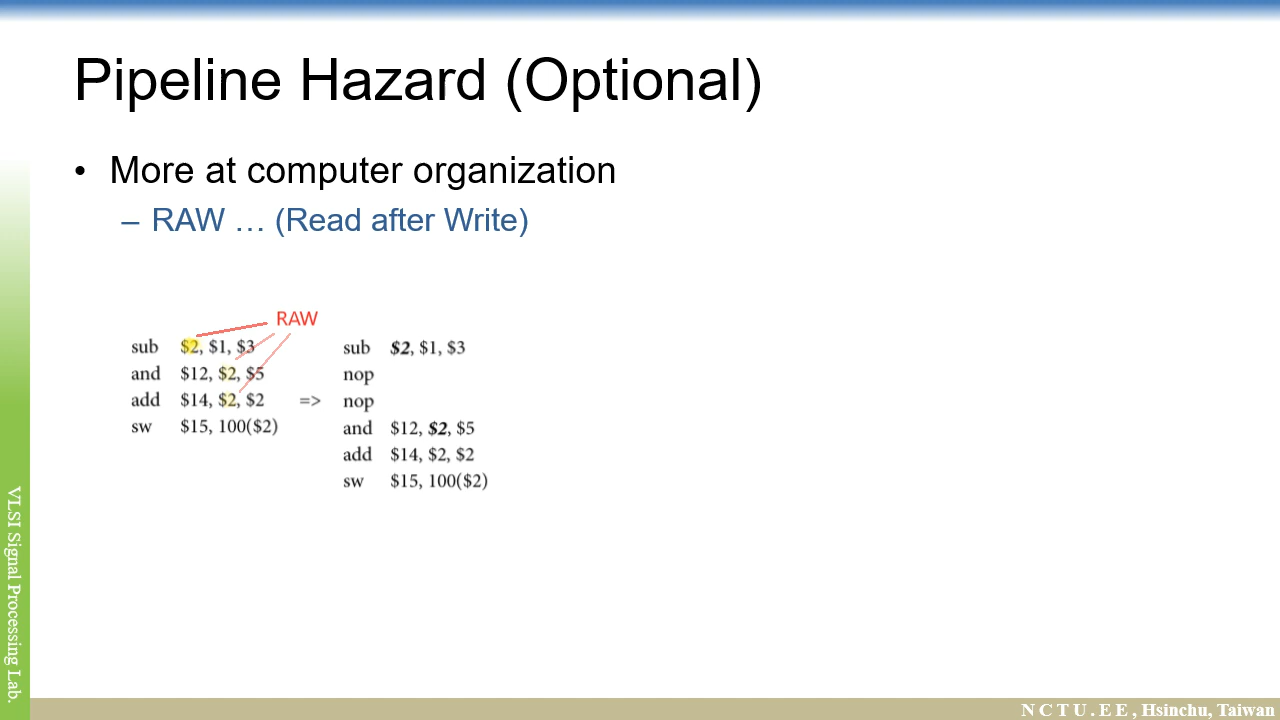 Pipeline Hazard (Optional)
• More at computer organization
– RAW … (Read after Write)
RAW
sub $2, $1, $3
and $12, $2, $5
add $14, $2, $2
sw $15, 100($2)
=>
sub $2, $1, $3
nop
nop
and $12, $2, $5
add $14, $2, $2
sw $15, 100($2)
VLSI Signal Processing Lab.
N C T U . E E , Hsinchu, Taiwan